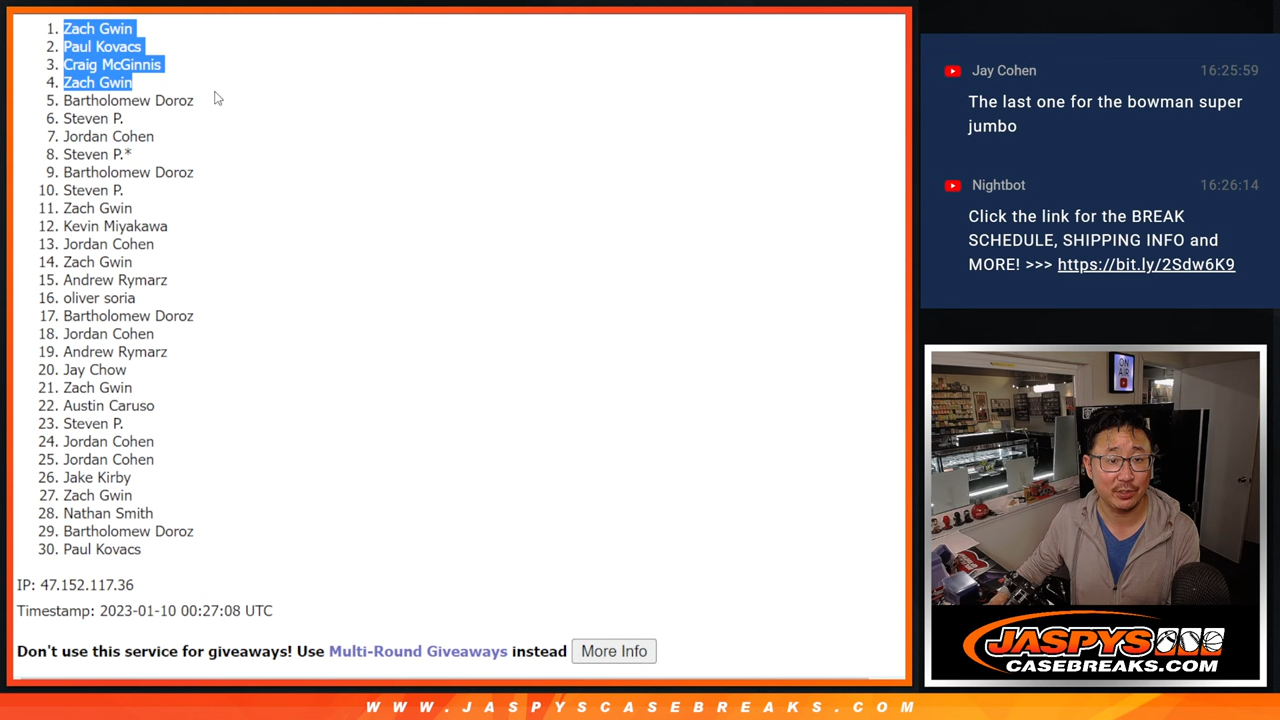 1. Zach Gwin
2. Paul Kovacs
3. Craig McGinnis
4. Zach Gwin
5. Bartholomew Doroz
6. Steven P.
7. Jordan Cohen
8. Steven P.*
9. Bartholomew Doroz
10. Steven P.
11. Zach Gwin
12. Kevin Miyakawa
13. Jordan Cohen
14. Zach Gwin
15. Andrew Rymarz
16. oliver soria
17. Bartholomew Doroz
18. Jordan Cohen
19. Andrew Rymarz
20. Jay Chow
21. Zach Gwin
22. Austin Caruso
23. Steven P.
24. Jordan Cohen
25. Jordan Cohen
26. Jake Kirby
27. Zach Gwin
28. Nathan Smith
29. Bartholomew Doroz
30. Paul Kovacs
IP: 47.152.117.36
Timestamp: 2023-01-10 00:27:08 UTC
Don't use this service for giveaways! Use Multi-Round Giveaways instead More Info
Jay Cohen 16:25:59
The last one for the bowman super
jumbo
Nightbot 16:26:14
Click the link for the BREAK
SCHEDULE, SHIPPING INFO and
MORE! >>> https://bit.ly/2Sdw6K9
ON
AIR
JASPYS
CASEBREAKS.COM
WWW.JASPYSCASEBREAKS.COM